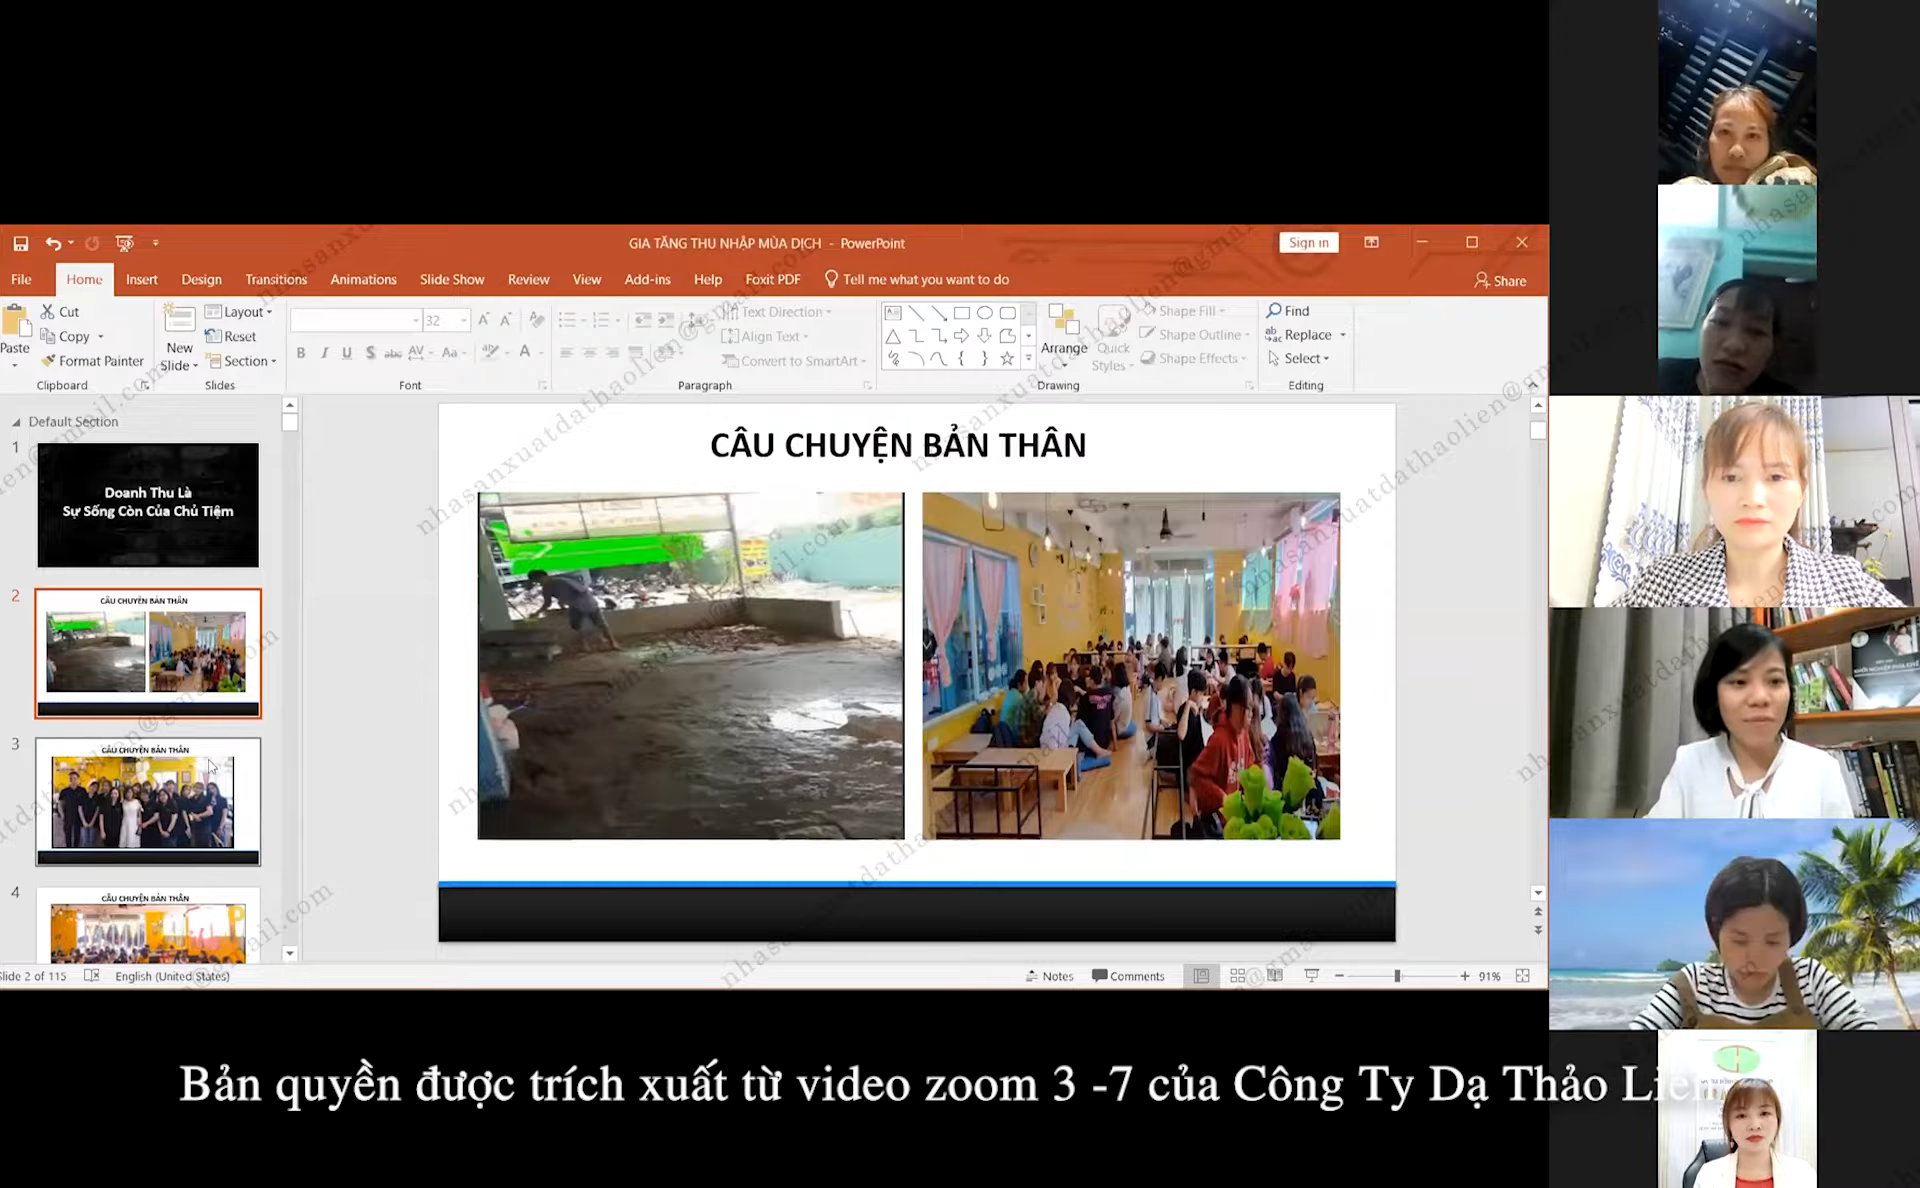 GIA TĂNG THU NHẬP MÙA DỊCH - PowerPoint
Sign in
File Home Insert Design Transitions Animations Slide Show Review View Add-ins Help Foxit PDF Tell me what you want to do Share
Paste
Cut
Copy
Format Painter
Clipboard
New Slide
Layout
Reset
Section
Slides
32
Font
Text Direction
Align Text
Convert to SmartArt
Paragraph
Arrange
Quick Styles
Shape Fill
Shape Outline
Shape Effects
Drawing
Find
Replace
Select
Editing
Default Section
1
Doanh Thu Là
Sự Sống Còn Của Chủ Tiệm
2
CÂU CHUYỆN BẢN THÂN
3
CÂU CHUYỆN BẢN THÂN
4
CÂU CHUYỆN BẢN THÂN
CÂU CHUYỆN BẢN THÂN
nhasanxuatdathaolien@gmail.com
Slide 2 of 115 English (United States) Notes Comments 91%
Bản quyền được trích xuất từ video zoom 3 -7 của Công Ty Dạ Thảo Liên